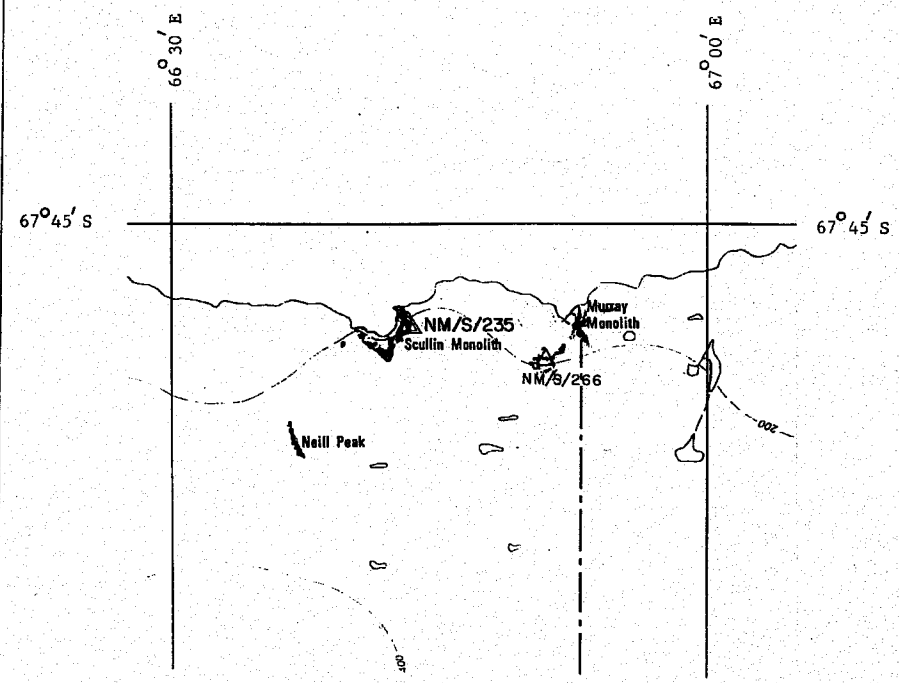 66° 30' E
67° 00' E
67° 45' S
67° 45' S
Murray
Monolith
NM/S/235
Scullin Monolith
NM/S/266
Neill Peak
200
400